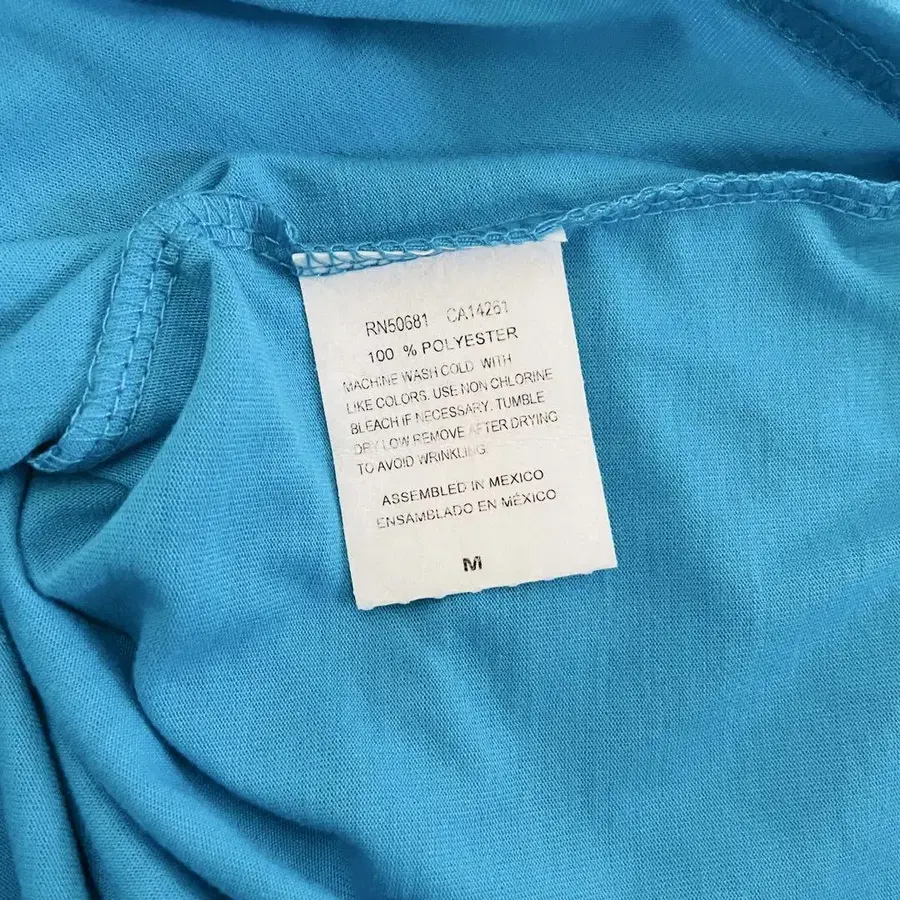 RN50681 CA14261
100 % POLYESTER
MACHINE WASH COLD WITH
LIKE COLORS. USE NON CHLORINE
BLEACH IF NECESSARY. TUMBLE
DRY LOW REMOVE AFTER DRYING
TO AVOID WRINKLING
ASSEMBLED IN MEXICO
ENSAMBLADO EN MÉXICO
M